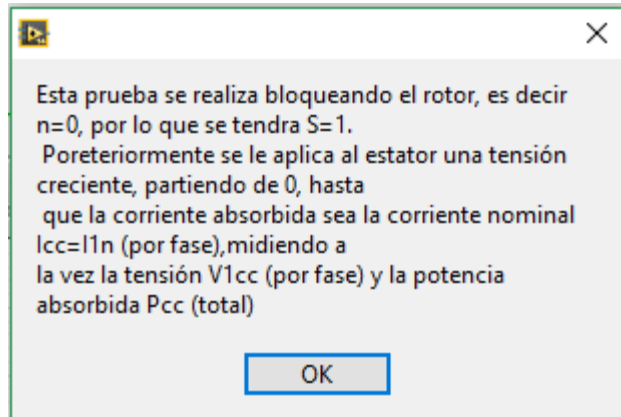 Esta prueba se realiza bloqueando el rotor, es decir
n=0, por lo que se tendra S=1.
Poreteriormente se le aplica al estator una tensión
creciente, partiendo de 0, hasta
que la corriente absorbida sea la corriente nominal
Icc=I1n (por fase),midiendo a
la vez la tensión V1cc (por fase) y la potencia
absorbida Pcc (total)
OK